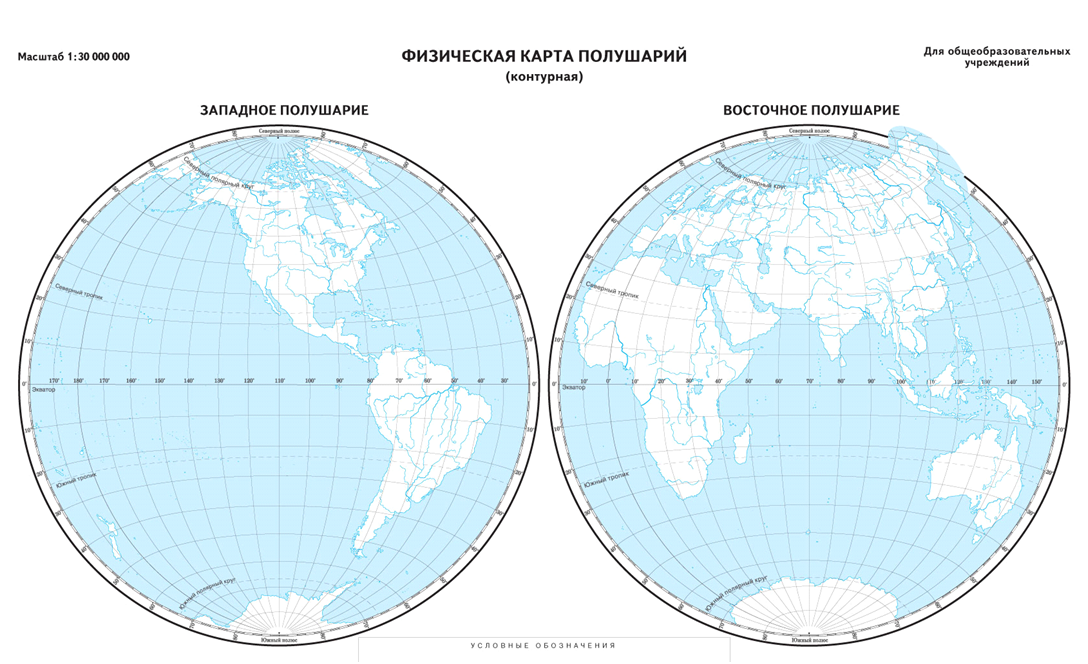 Масштаб 1:30 000 000
ФИЗИЧЕСКАЯ КАРТА ПОЛУШАРИЙ
(контурная)
Для общеобразовательных
учреждений
ЗАПАДНОЕ ПОЛУШАРИЕ
ВОСТОЧНОЕ ПОЛУШАРИЕ
Северный полюс
Северный полюс
Северный полярный круг
Северный полярный круг
Северный тропик
Северный тропик
0° 170° 180° 170° 160° 150° 140° 130° 120° 110° 100° 90° 70° 60° 50° 40° 30° 0°
0° 10° 0° 10° 20° 30° 40° 60° 70° 80° 90° 100° 110° 120° 130° 140° 150° 0°
Экватор
Экватор
Южный тропик
Южный тропик
Южный полярный круг
Южный полярный круг
Южный полюс
Южный полюс
УСЛОВНЫЕ ОБОЗНАЧЕНИЯ